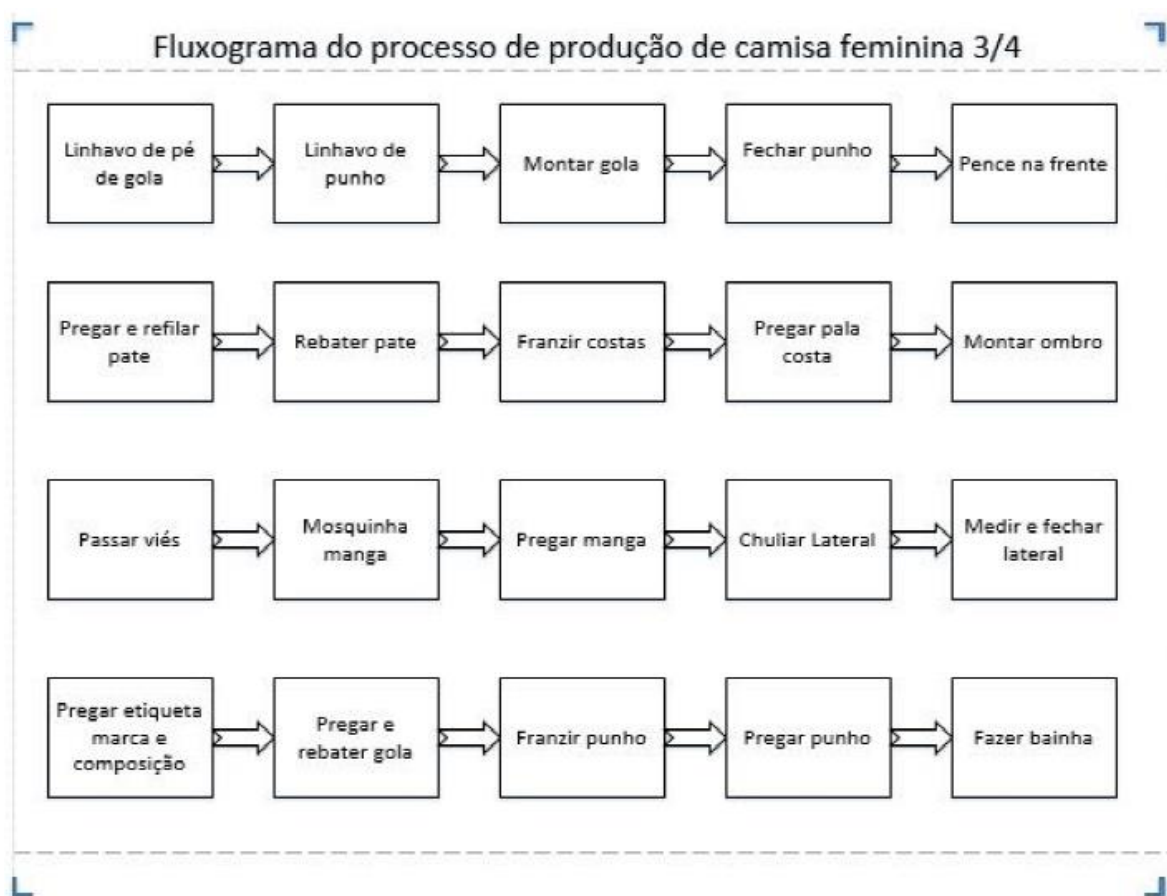 Fluxograma do processo de produção de camisa feminina 3/4
Linhavo de pé
de gola
Linhavo de
punho
Montar gola
Fechar punho
Pence na frente
Pregar e refilar
pate
Rebater pate
Franzir costas
Pregar pala
costa
Montar ombro
Passar viés
Mosquinha
manga
Pregar manga
Chuliar Lateral
Medir e fechar
lateral
Pregar etiqueta
marca e
composição
Pregar e
rebater gola
Franzir punho
Pregar punho
Fazer bainha